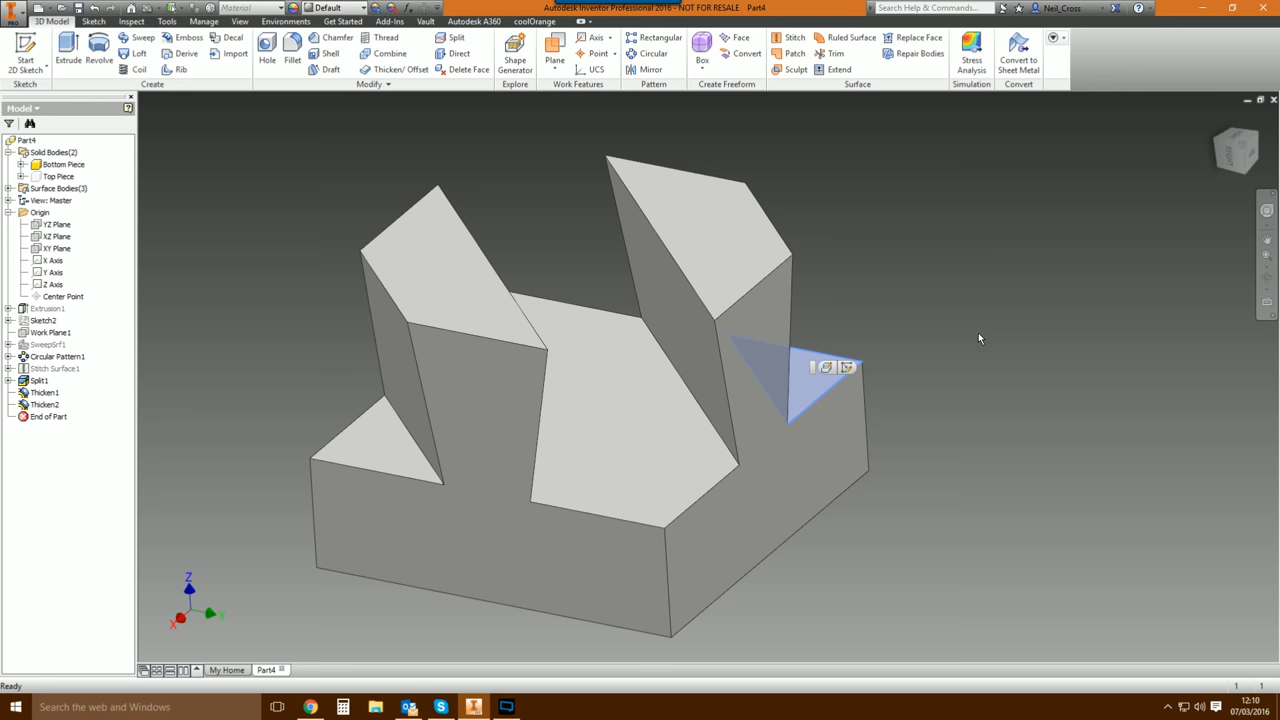 Material
Default
Autodesk Inventor Professional 2016 - NOT FOR RESALE Part4
Search Help & Commands...
Neil_Cross
PRO
3D Model Sketch Inspect Tools Manage View Environments Get Started Add-Ins Vault Autodesk A360 coolOrange
Start
2D Sketch
Extrude Revolve
Sweep Emboss Decal
Loft Derive Import
Coil Rib
Hole Fillet
Chamfer Thread Split
Shell Combine Direct
Draft Thicken/ Offset Delete Face
Shape
Generator
Plane
Axis
Point
UCS
Rectangular
Circular
Mirror
Box
Face
Convert
Stitch Ruled Surface Replace Face
Patch Trim Repair Bodies
Sculpt Extend
Stress
Analysis
Convert to
Sheet Metal
Sketch Create Modify Explore Work Features Pattern Create Freeform Surface Simulation Convert
Model
Part4
Solid Bodies(2)
Bottom Piece
Top Piece
Surface Bodies(3)
View: Master
Origin
YZ Plane
XZ Plane
XY Plane
X Axis
Y Axis
Z Axis
Center Point
Extrusion1
Sketch2
Work Plane1
SweepSrf1
Circular Pattern1
Stitch Surface1
Split1
Thicken1
Thicken2
End of Part
RIGHT
Z
X
Y
My Home Part4
Ready
1 1
Search the web and Windows
12:10
07/03/2016